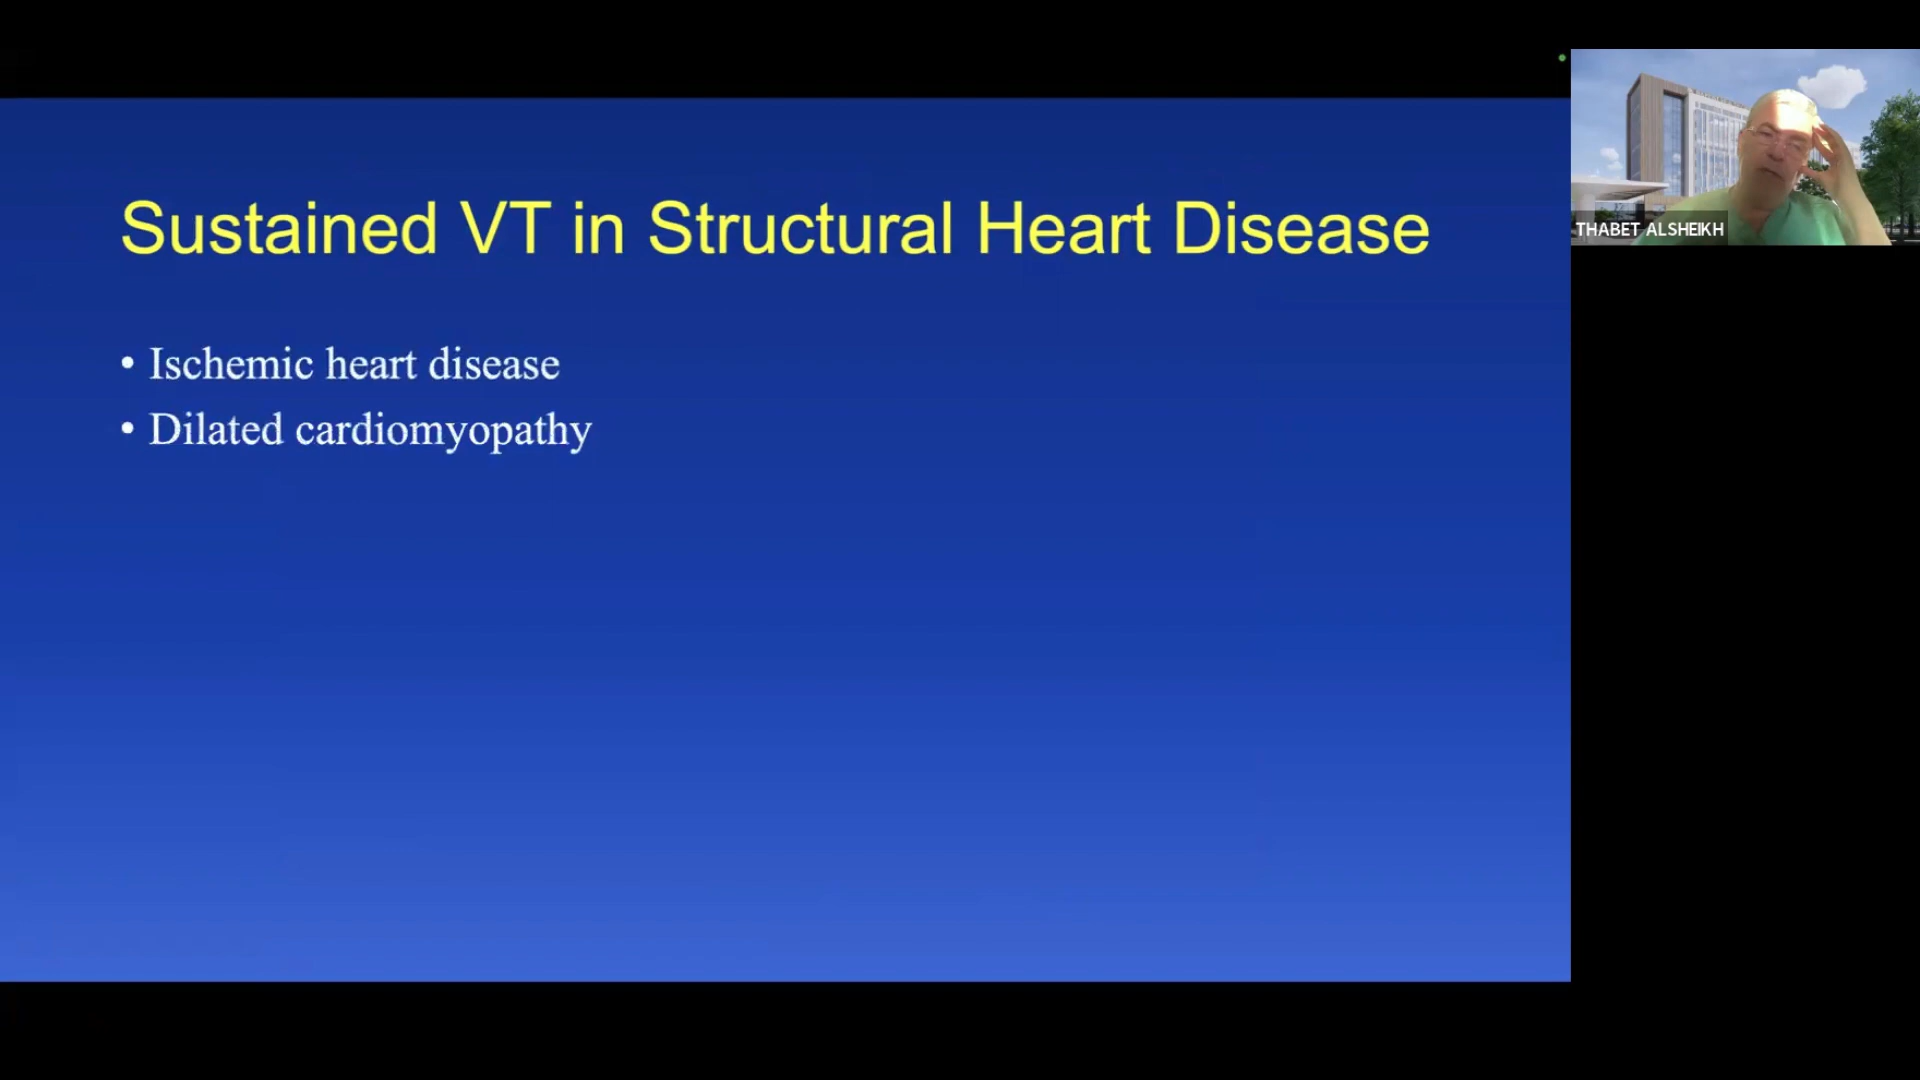 Sustained VT in Structural Heart Disease
• Ischemic heart disease
• Dilated cardiomyopathy
THABET ALSHEIKH